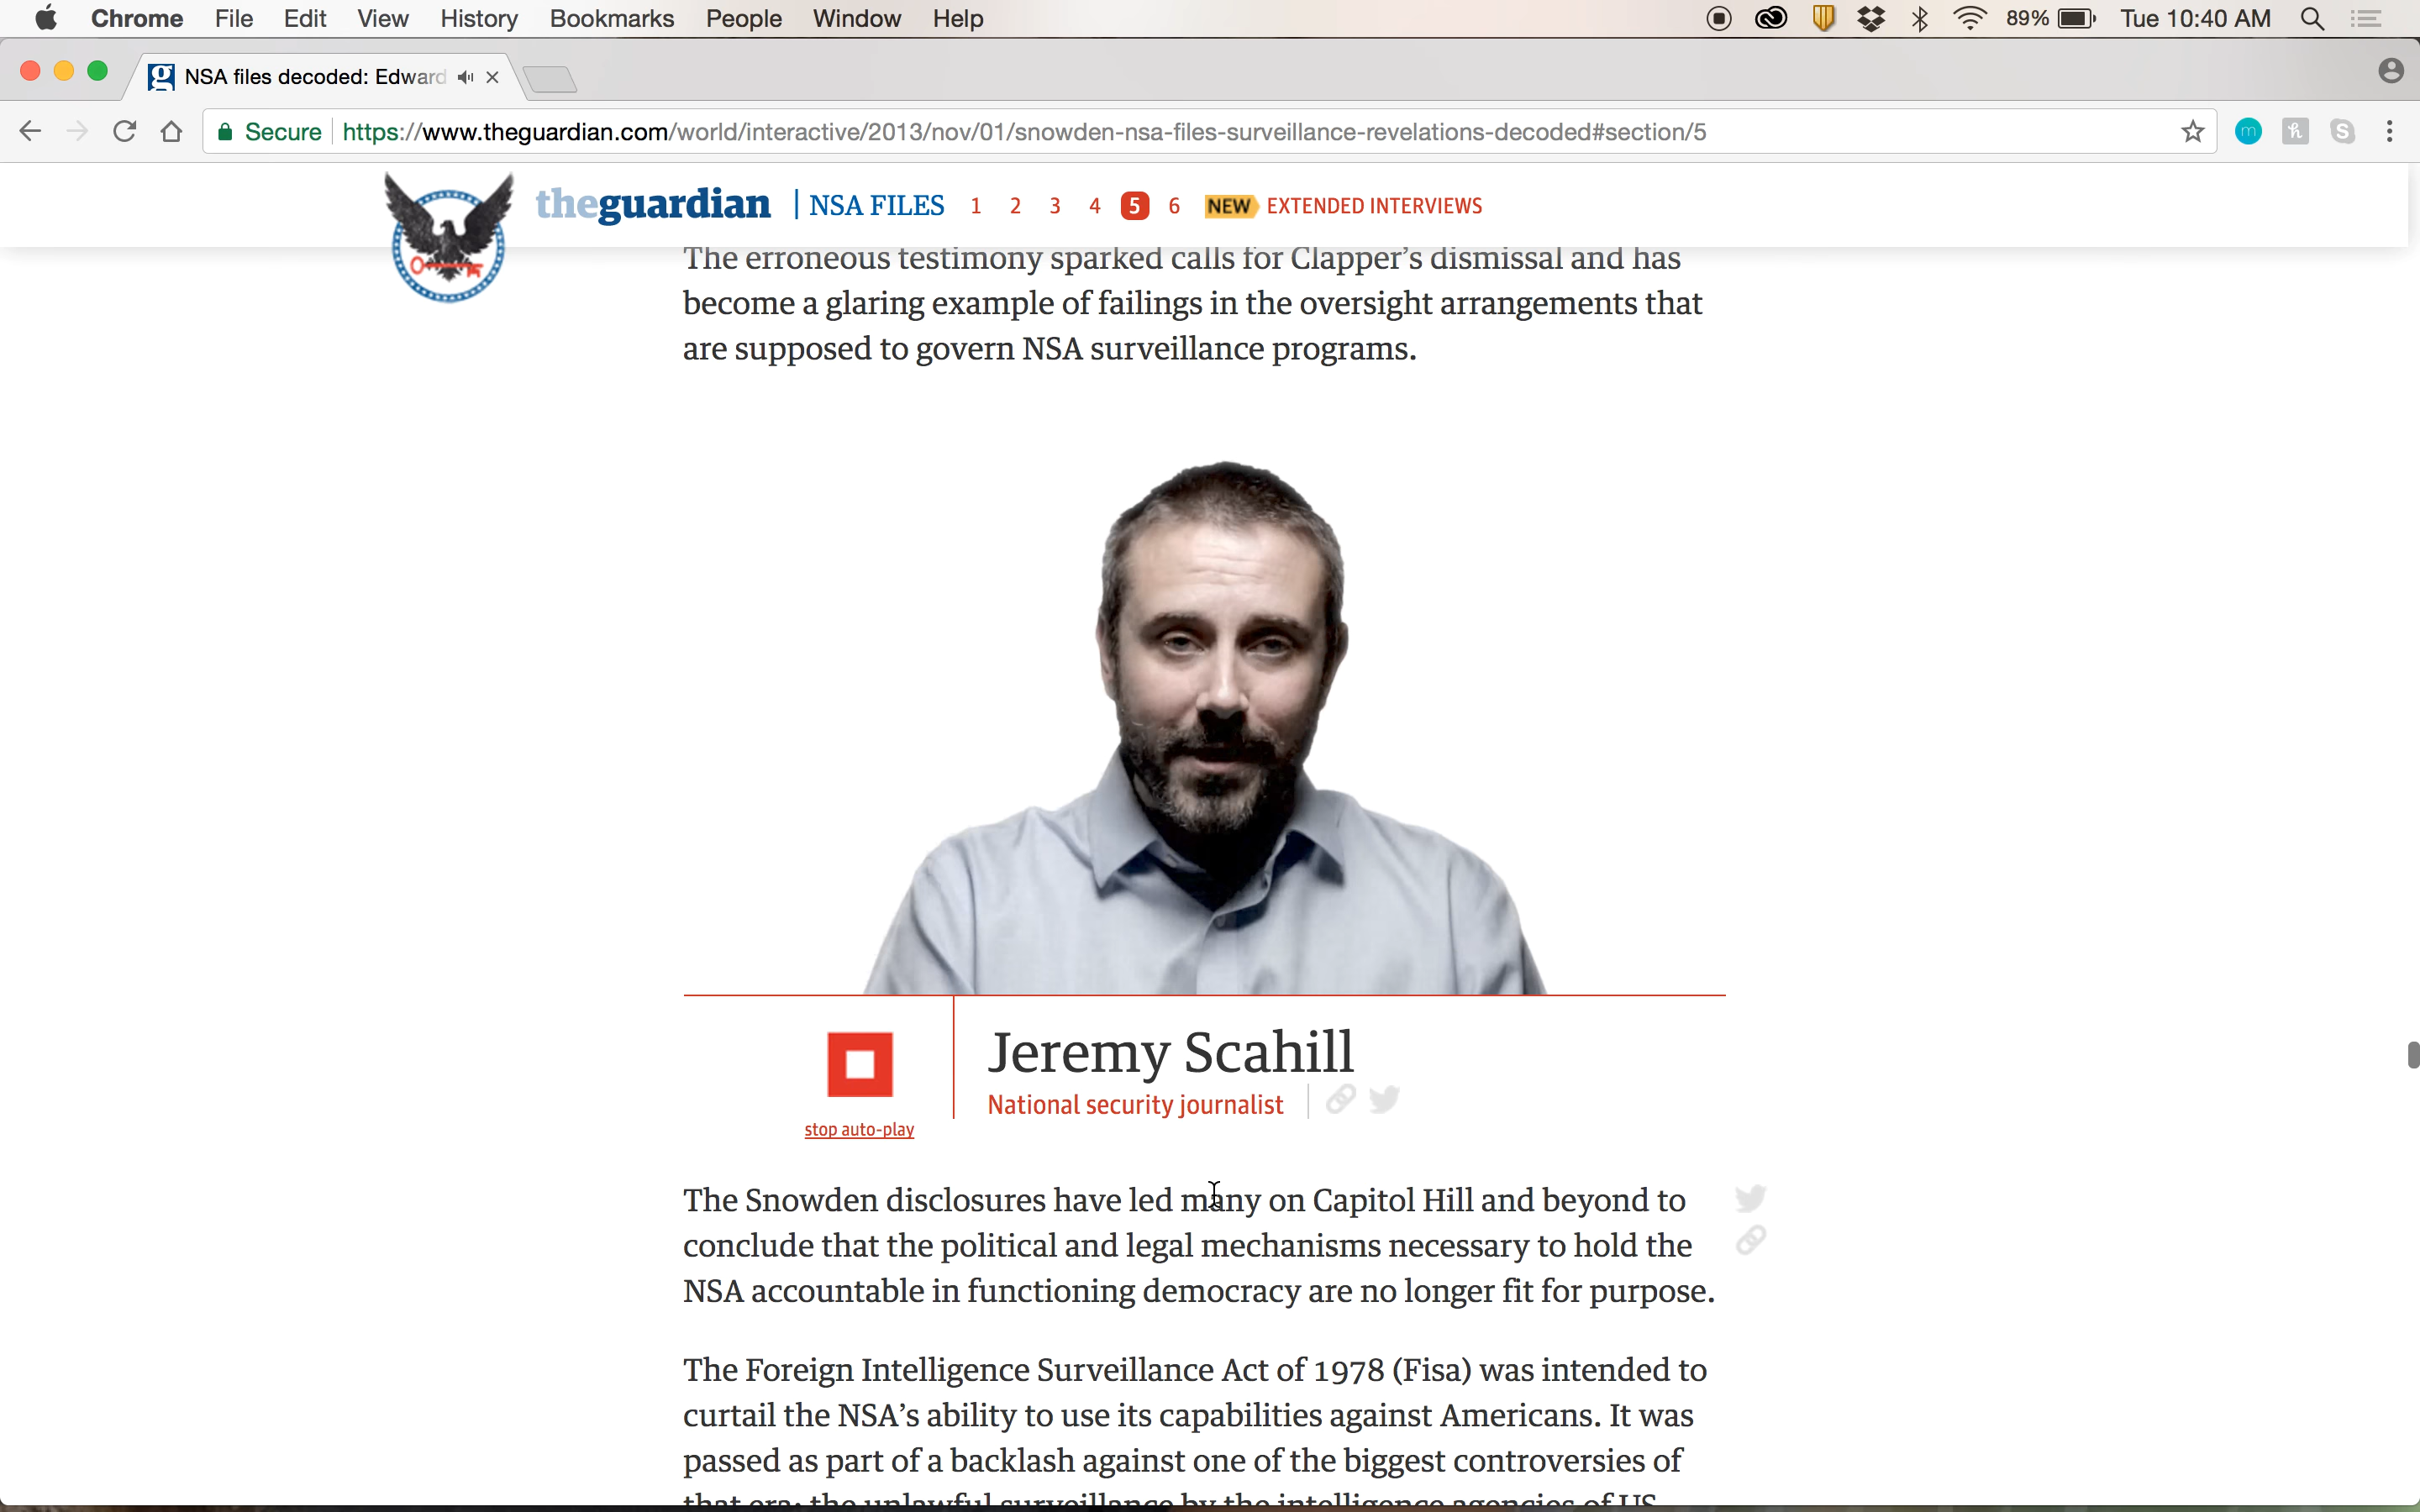 Chrome File Edit View History Bookmarks People Window Help 89% Tue 10:40 AM
NSA files decoded: Edward
Secure https://www.theguardian.com/world/interactive/2013/nov/01/snowden-nsa-files-surveillance-revelations-decoded#section/5
theguardian NSA FILES 1 2 3 4 5 6 NEW EXTENDED INTERVIEWS
The erroneous testimony sparked calls for Clapper’s dismissal and has
become a glaring example of failings in the oversight arrangements that
are supposed to govern NSA surveillance programs.
Jeremy Scahill
National security journalist
stop auto-play
The Snowden disclosures have led many on Capitol Hill and beyond to
conclude that the political and legal mechanisms necessary to hold the
NSA accountable in functioning democracy are no longer fit for purpose.
The Foreign Intelligence Surveillance Act of 1978 (Fisa) was intended to
curtail the NSA’s ability to use its capabilities against Americans. It was
passed as part of a backlash against one of the biggest controversies of
that era: the unlawful surveillance by the intelligence agencies of US